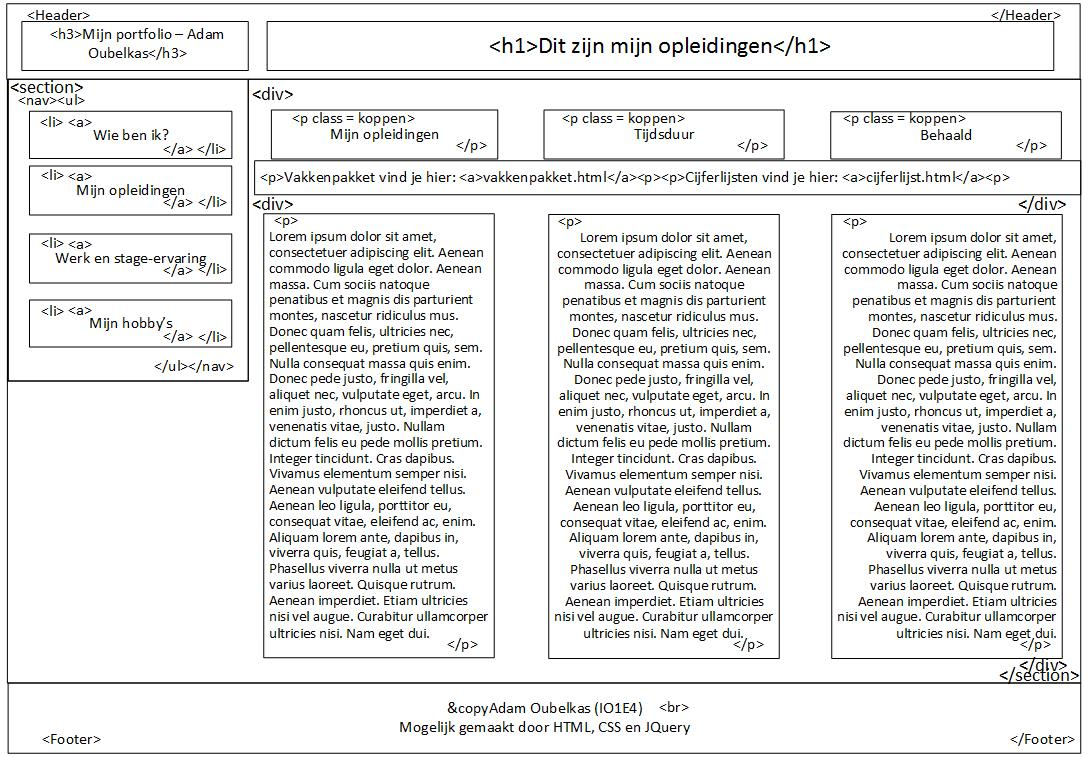 <Header>
</Header>
<h3>Mijn portfolio – Adam
Oubelkas</h3>
<h1>Dit zijn mijn opleidingen</h1>
<section>
<nav><ul>
<li> <a>
Wie ben ik?
</a> </li>
<li> <a>
Mijn opleidingen
</a> </li>
<li> <a>
Werk en stage-ervaring
</a> </li>
<li> <a>
Mijn hobby's
</a> </li>
</ul></nav>
<div>
<p class = koppen>
Mijn opleidingen
</p>
<p class = koppen>
Tijdsduur
</p>
<p class = koppen>
Behaald
</p>
<p>Vakkenpakket vind je hier: <a>vakkenpakket.html</a><p><p>Cijferlijsten vind je hier: <a>cijferlijst.html</a><p>
</div>
<div>
<p>
Lorem ipsum dolor sit amet,
consectetuer adipiscing elit. Aenean
commodo ligula eget dolor. Aenean
massa. Cum sociis natoque
penatibus et magnis dis parturient
montes, nascetur ridiculus mus.
Donec quam felis, ultricies nec,
pellentesque eu, pretium quis, sem.
Nulla consequat massa quis enim.
Donec pede justo, fringilla vel,
aliquet nec, vulputate eget, arcu. In
enim justo, rhoncus ut, imperdiet a,
venenatis vitae, justo. Nullam
dictum felis eu pede mollis pretium.
Integer tincidunt. Cras dapibus.
Vivamus elementum semper nisi.
Aenean vulputate eleifend tellus.
Aenean leo ligula, porttitor eu,
consequat vitae, eleifend ac, enim.
Aliquam lorem ante, dapibus in,
viverra quis, feugiat a, tellus.
Phasellus viverra nulla ut metus
varius laoreet. Quisque rutrum.
Aenean imperdiet. Etiam ultricies
nisi vel augue. Curabitur ullamcorper
ultricies nisi. Nam eget dui.
</p>
<p>
Lorem ipsum dolor sit amet,
consectetuer adipiscing elit. Aenean
commodo ligula eget dolor. Aenean
massa. Cum sociis natoque
penatibus et magnis dis parturient
montes, nascetur ridiculus mus.
Donec quam felis, ultricies nec,
pellentesque eu, pretium quis, sem.
Nulla consequat massa quis enim.
Donec pede justo, fringilla vel,
aliquet nec, vulputate eget, arcu. In
enim justo, rhoncus ut, imperdiet a,
venenatis vitae, justo. Nullam
dictum felis eu pede mollis pretium.
Integer tincidunt. Cras dapibus.
Vivamus elementum semper nisi.
Aenean vulputate eleifend tellus.
Aenean leo ligula, porttitor eu,
consequat vitae, eleifend ac, enim.
Aliquam lorem ante, dapibus in,
viverra quis, feugiat a, tellus.
Phasellus viverra nulla ut metus
varius laoreet. Quisque rutrum.
Aenean imperdiet. Etiam ultricies
nisi vel augue. Curabitur ullamcorper
ultricies nisi. Nam eget dui.
</p>
<p>
Lorem ipsum dolor sit amet,
consectetuer adipiscing elit. Aenean
commodo ligula eget dolor. Aenean
massa. Cum sociis natoque
penatibus et magnis dis parturient
montes, nascetur ridiculus mus.
Donec quam felis, ultricies nec,
pellentesque eu, pretium quis, sem.
Nulla consequat massa quis enim.
Donec pede justo, fringilla vel,
aliquet nec, vulputate eget, arcu. In
enim justo, rhoncus ut, imperdiet a,
venenatis vitae, justo. Nullam
dictum felis eu pede mollis pretium.
Integer tincidunt. Cras dapibus.
Vivamus elementum semper nisi.
Aenean vulputate eleifend tellus.
Aenean leo ligula, porttitor eu,
consequat vitae, eleifend ac, enim.
Aliquam lorem ante, dapibus in,
viverra quis, feugiat a, tellus.
Phasellus viverra nulla ut metus
varius laoreet. Quisque rutrum.
Aenean imperdiet. Etiam ultricies
nisi vel augue. Curabitur ullamcorper
ultricies nisi. Nam eget dui.
</p>
</div>
</section>
&copyAdam Oubelkas (IO1E4) <br>
Mogelijk gemaakt door HTML, CSS en JQuery
<Footer>
</Footer>